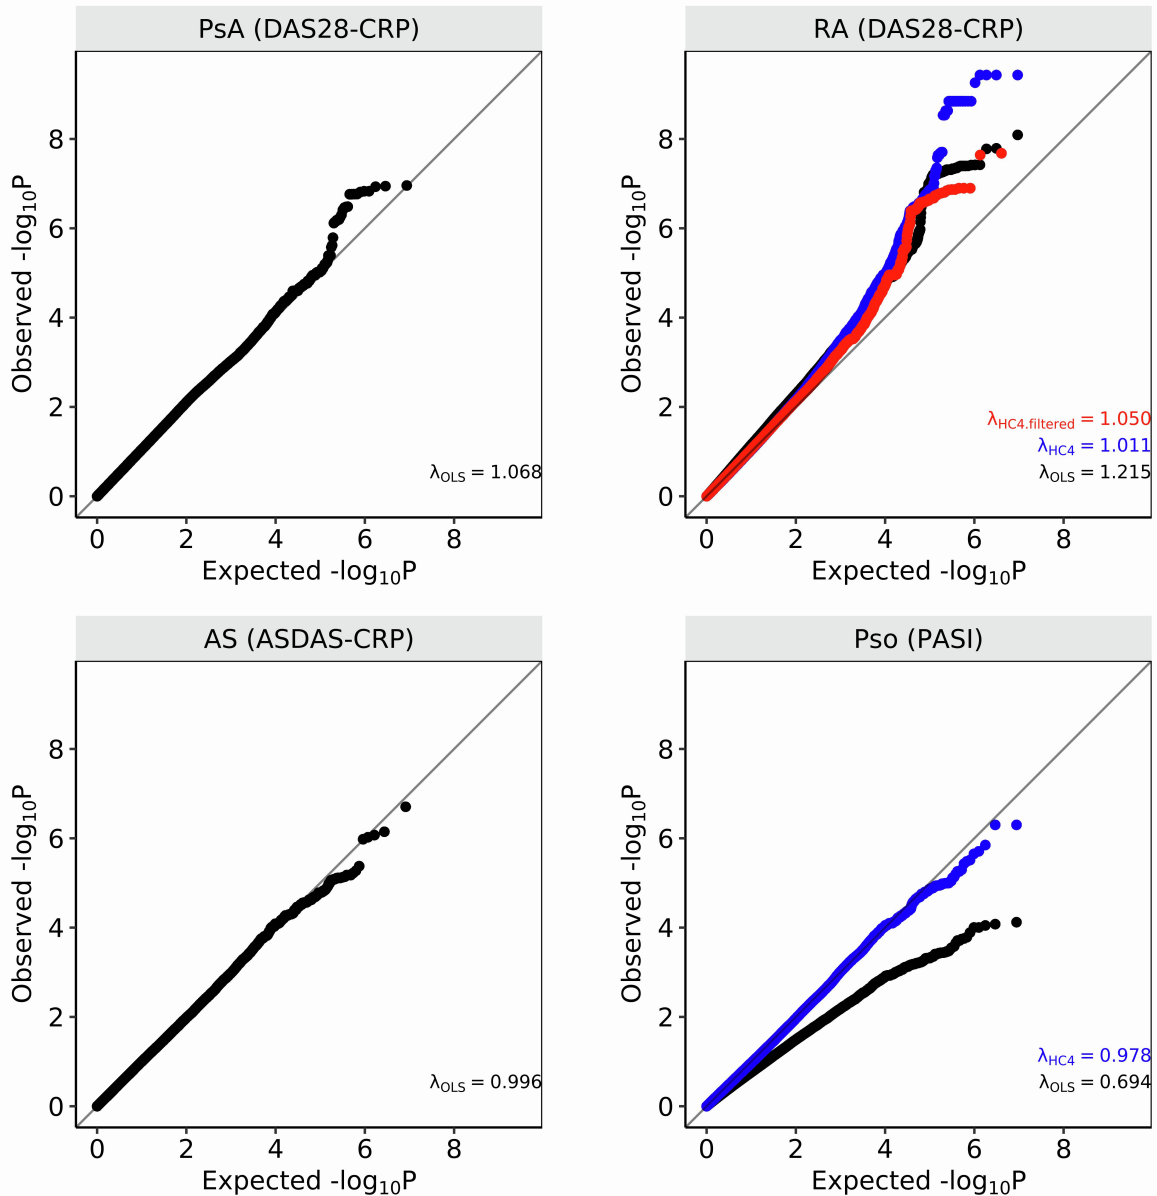 PsA (DAS28-CRP)
Observed -log₁₀P
8
6
4
2
0
λOLS = 1.068
0 2 4 6 8
Expected -log₁₀P
RA (DAS28-CRP)
Observed -log₁₀P
8
6
4
2
0
λHC4.filtered = 1.050
λHC4 = 1.011
λOLS = 1.215
0 2 4 6 8
Expected -log₁₀P
AS (ASDAS-CRP)
Observed -log₁₀P
8
6
4
2
0
λOLS = 0.996
0 2 4 6 8
Expected -log₁₀P
Pso (PASI)
Observed -log₁₀P
8
6
4
2
0
λHC4 = 0.978
λOLS = 0.694
0 2 4 6 8
Expected -log₁₀P